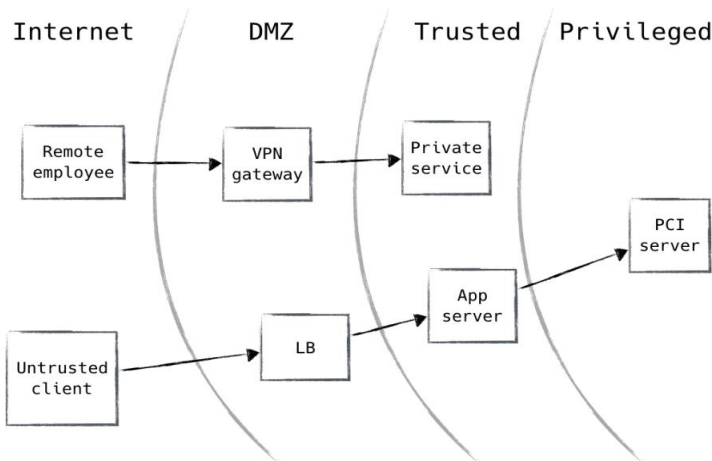 Internet DMZ Trusted Privileged
Remote
employee
VPN
gateway
Private
service
PCI
server
Untrusted
client
LB
App
server